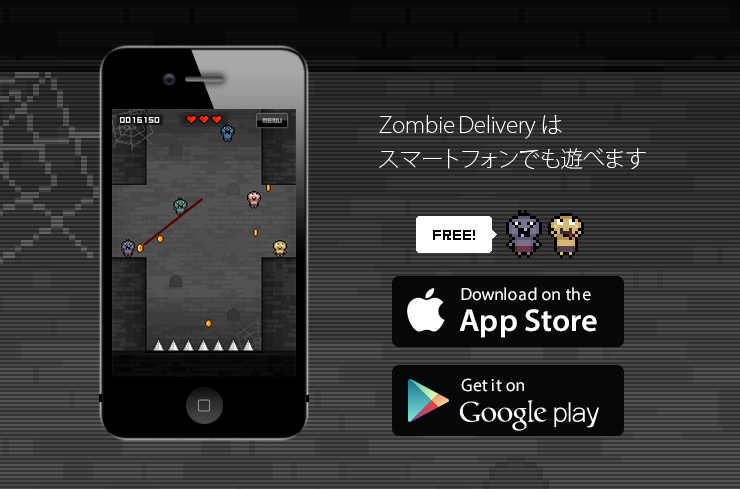 0016150
MENU
Zombie Delivery は
スマートフォンでも遊べます
FREE!
Download on the
App Store
Get it on
Google play